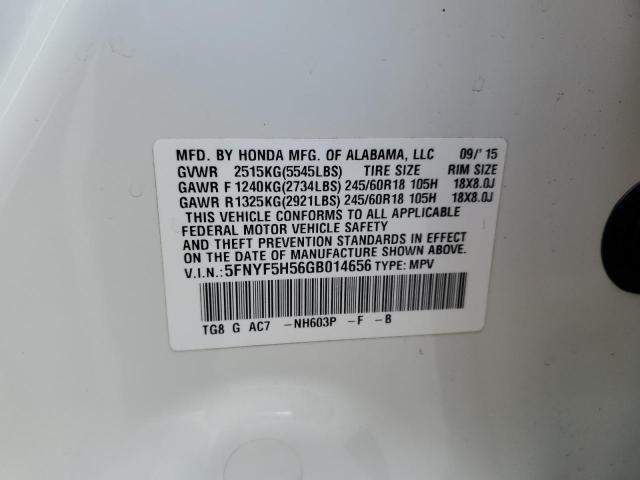 MFD. BY HONDA MFG. OF ALABAMA, LLC 09/'15
GVWR 2515KG(5545LBS) TIRE SIZE RIM SIZE
GAWR F 1240KG(2734LBS) 245/60R18 105H 18X8.0J
GAWR R1325KG(2921LBS) 245/60R18 105H 18X8.0J
THIS VEHICLE CONFORMS TO ALL APPLICABLE
FEDERAL MOTOR VEHICLE SAFETY
AND THEFT PREVENTION STANDARDS IN EFFECT
ON THE DATE OF MANUFACTURE SHOWN ABOVE.
V.I.N.:5FNYF5H56GB014656 TYPE: MPV
TG8 G AC7 -NH603P -F -B